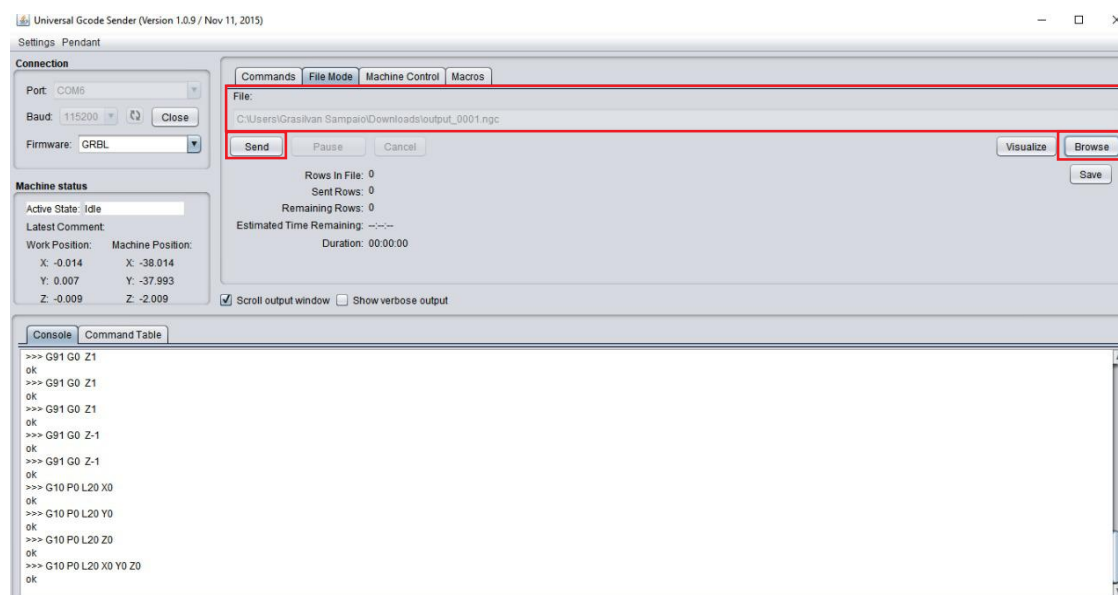 Universal Gcode Sender (Version 1.0.9 / Nov 11, 2015)
Settings Pendant
Connection
Port: COM6
Baud: 115200 Close
Firmware: GRBL
Machine status
Active State: Idle
Latest Comment:
Work Position: Machine Position:
X: -0.014 X: -38.014
Y: 0.007 Y: -37.993
Z: -0.009 Z: -2.009
Commands File Mode Machine Control Macros
File:
C:\Users\Grasilvan Sampaio\Downloads\output_0001.ngc
Send Pause Cancel Visualize Browse
Rows In File: 0 Save
Sent Rows: 0
Remaining Rows: 0
Estimated Time Remaining: --:--:--
Duration: 00:00:00
Scroll output window Show verbose output
Console Command Table
>>> G91 G0 Z1
ok
>>> G91 G0 Z1
ok
>>> G91 G0 Z1
ok
>>> G91 G0 Z-1
ok
>>> G91 G0 Z-1
ok
>>> G10 P0 L20 X0
ok
>>> G10 P0 L20 Y0
ok
>>> G10 P0 L20 Z0
ok
>>> G10 P0 L20 X0 Y0 Z0
ok